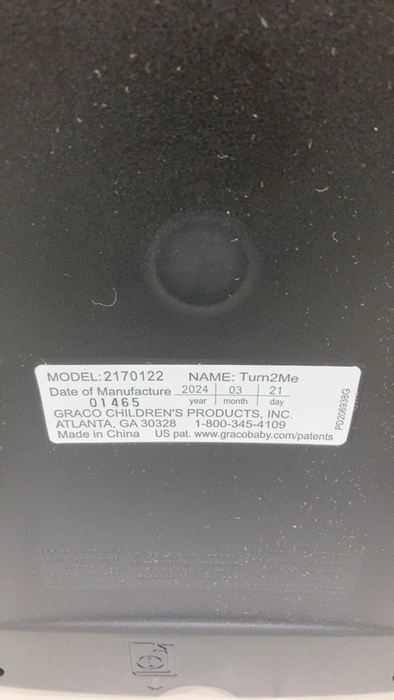 MODEL:2170122 NAME: Turn2Me
Date of Manufacture 2024 03 21
01465 year month day
GRACO CHILDREN'S PRODUCTS, INC.
ATLANTA, GA 30328 1-800-345-4109
Made in China US pat. www.gracobaby.com/patents
PD206938G